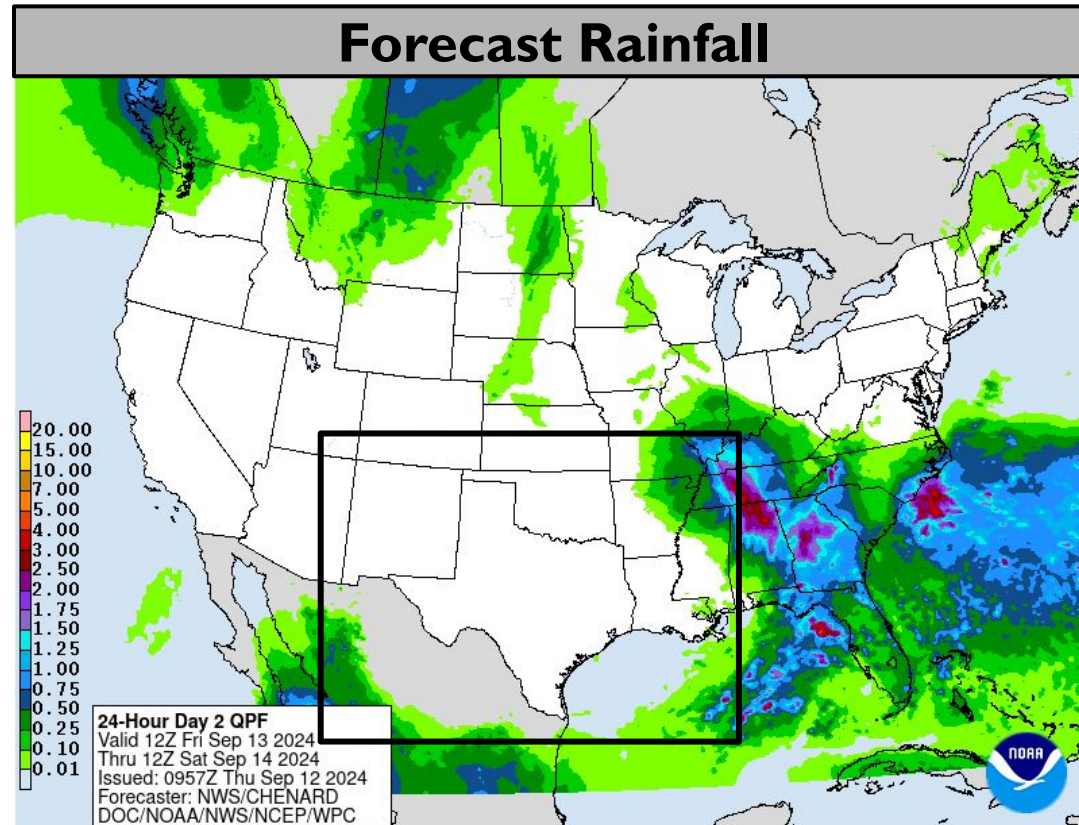 Forecast Rainfall
20.00
15.00
10.00
7.00
5.00
4.00
3.00
2.50
2.00
1.75
1.50
1.25
1.00
0.75
0.50
0.25
0.10
0.01
24-Hour Day 2 QPF
Valid 12Z Fri Sep 13 2024
Thru 12Z Sat Sep 14 2024
Issued: 0957Z Thu Sep 12 2024
Forecaster: NWS/CHENARD
DOC/NOAA/NWS/NCEP/WPC
NOAA